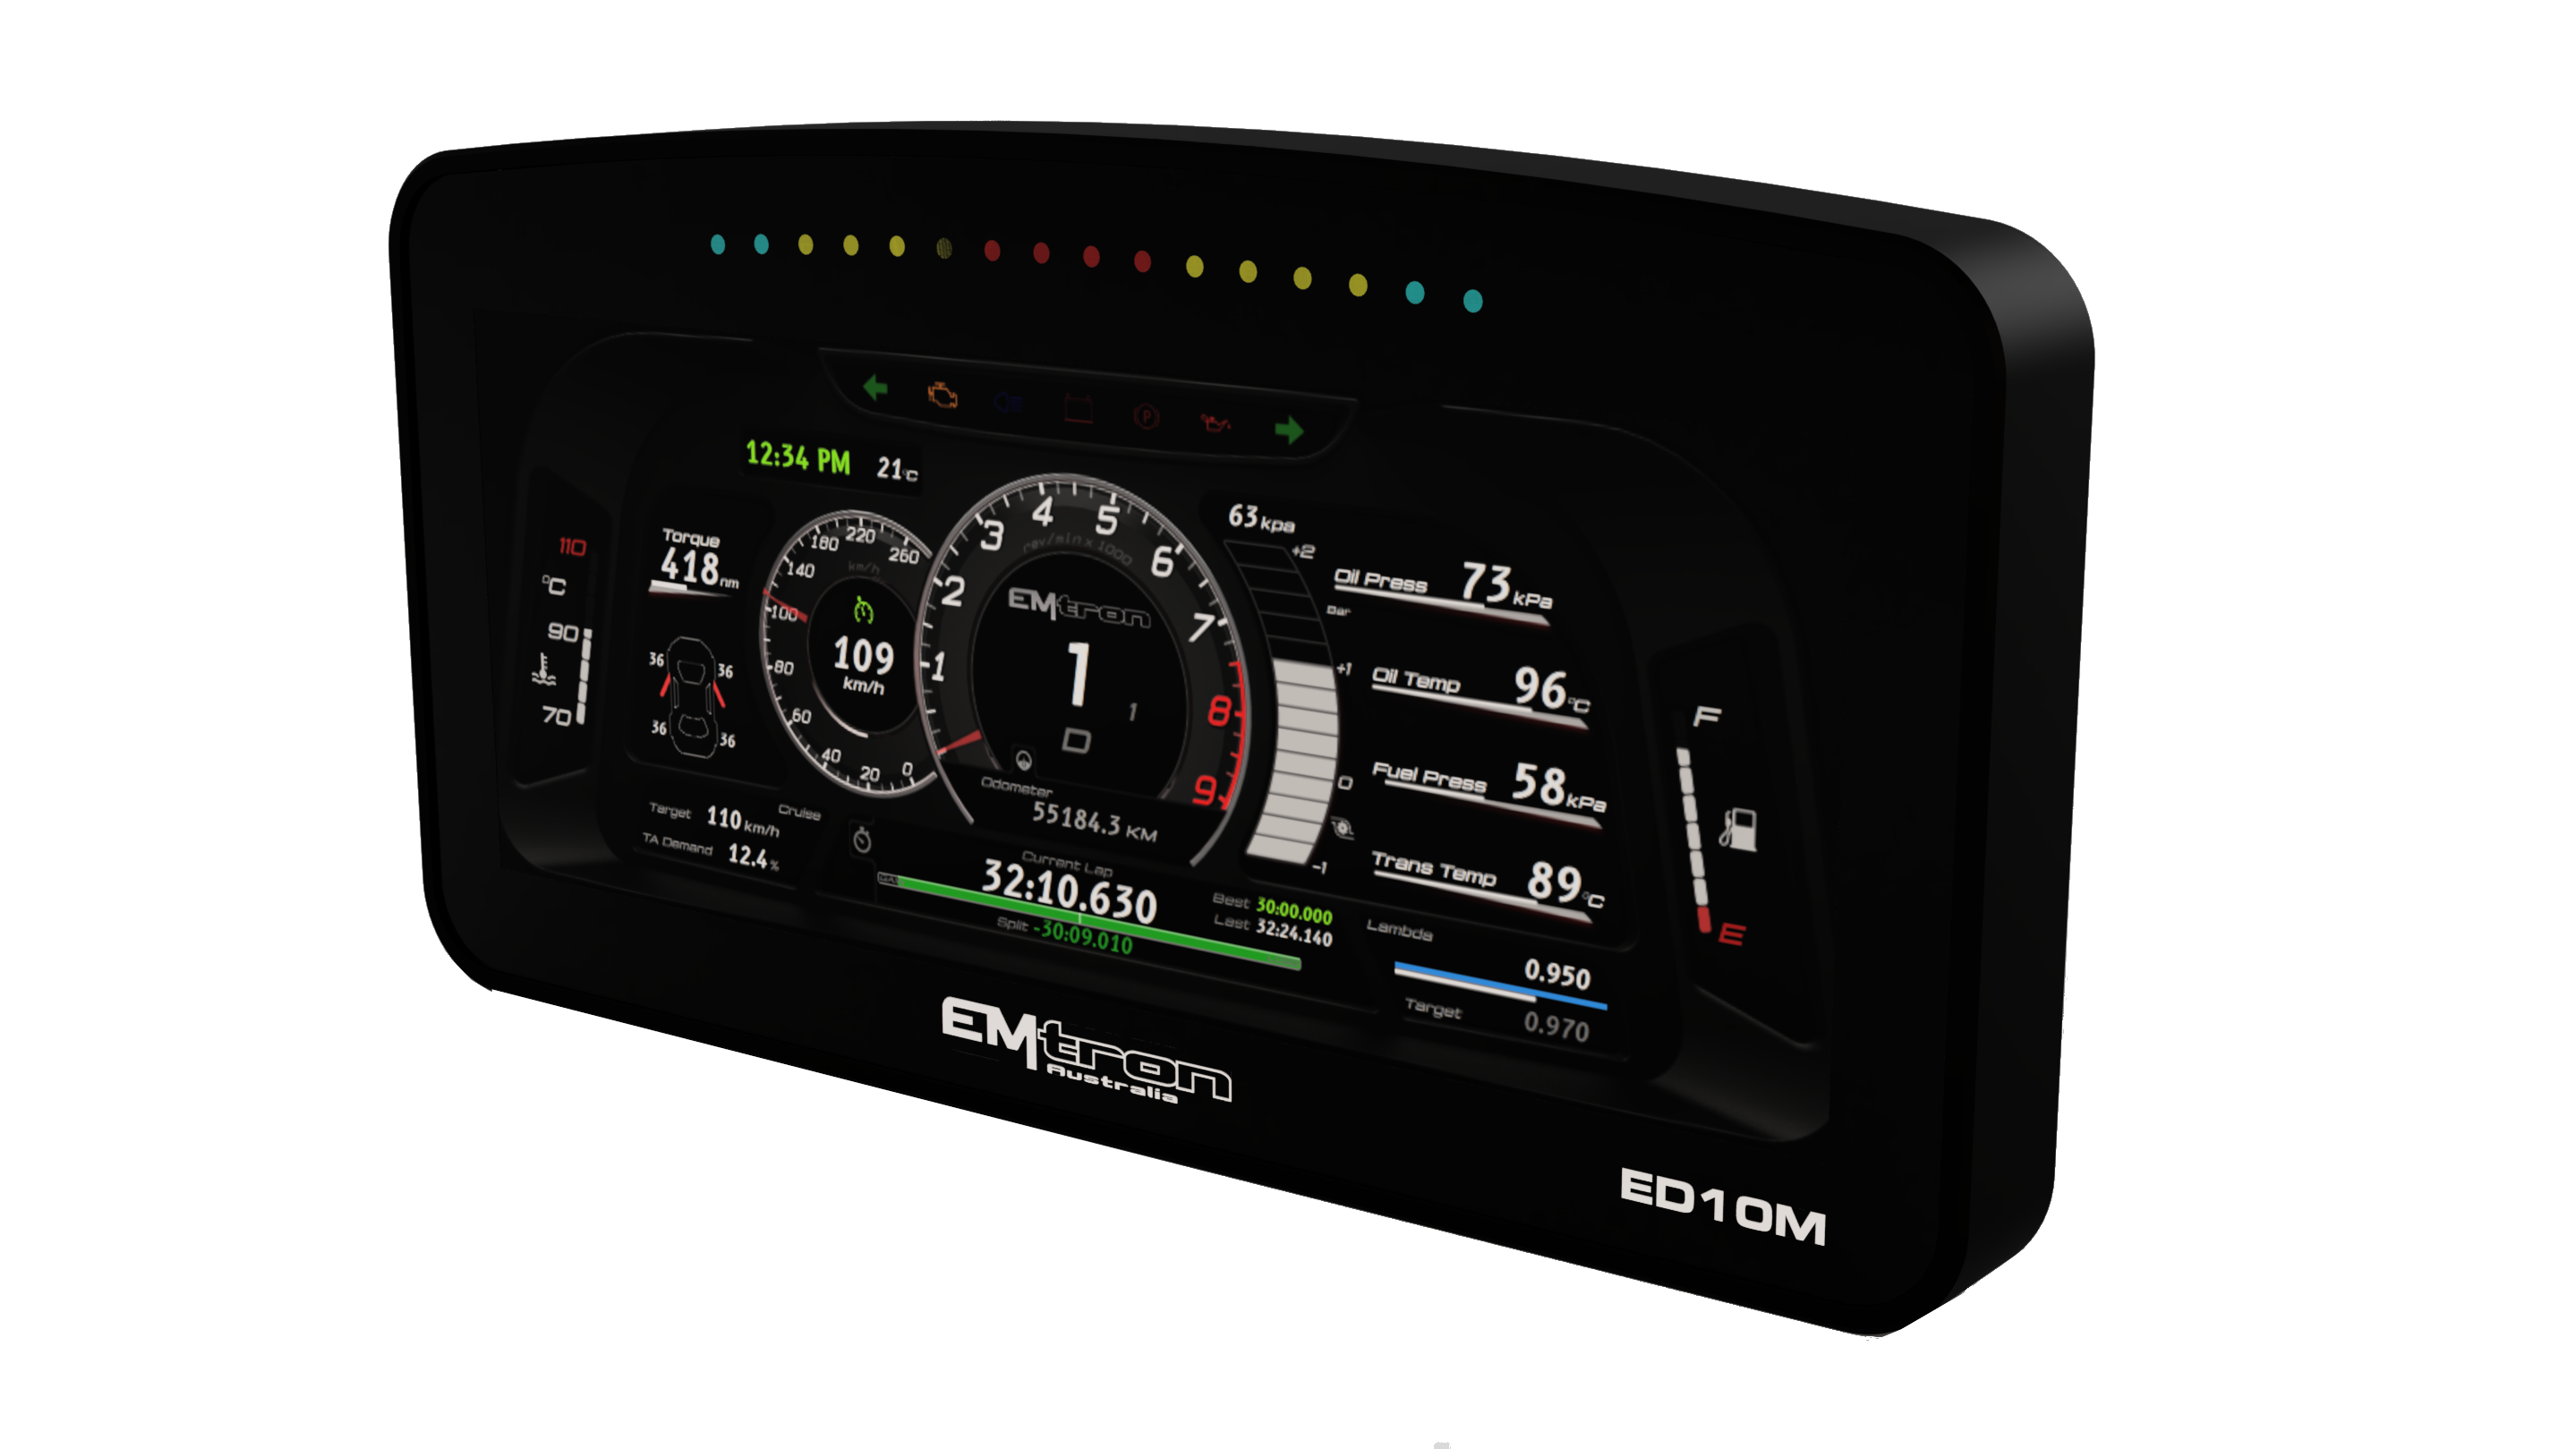 12:34 PM 21°C
110
°C
90
70
Torque
418nm
36 36
36 36
Target 110 km/h Cruise
TA Demand 12.4 %
0 20 40 60 80 100 140 180 220 260
km/h
109
km/h
1 2 3 4 5 6 7 8 9
rev/min x 1000
EMtron
1
1
D
Odometer
55184.3 KM
P
63 kpa
+2
Bar
+1
0
-1
Oil Press 73 kPa
Oil Temp 96 °C
Fuel Press 58 kPa
Trans Temp 89 °C
F
E
Current Lap
32:10.630
Split -30:09.010
Best 30:00.000
Last 32:24.140
Lambda
0.950
Target 0.970
EMtron
Australia
ED10M